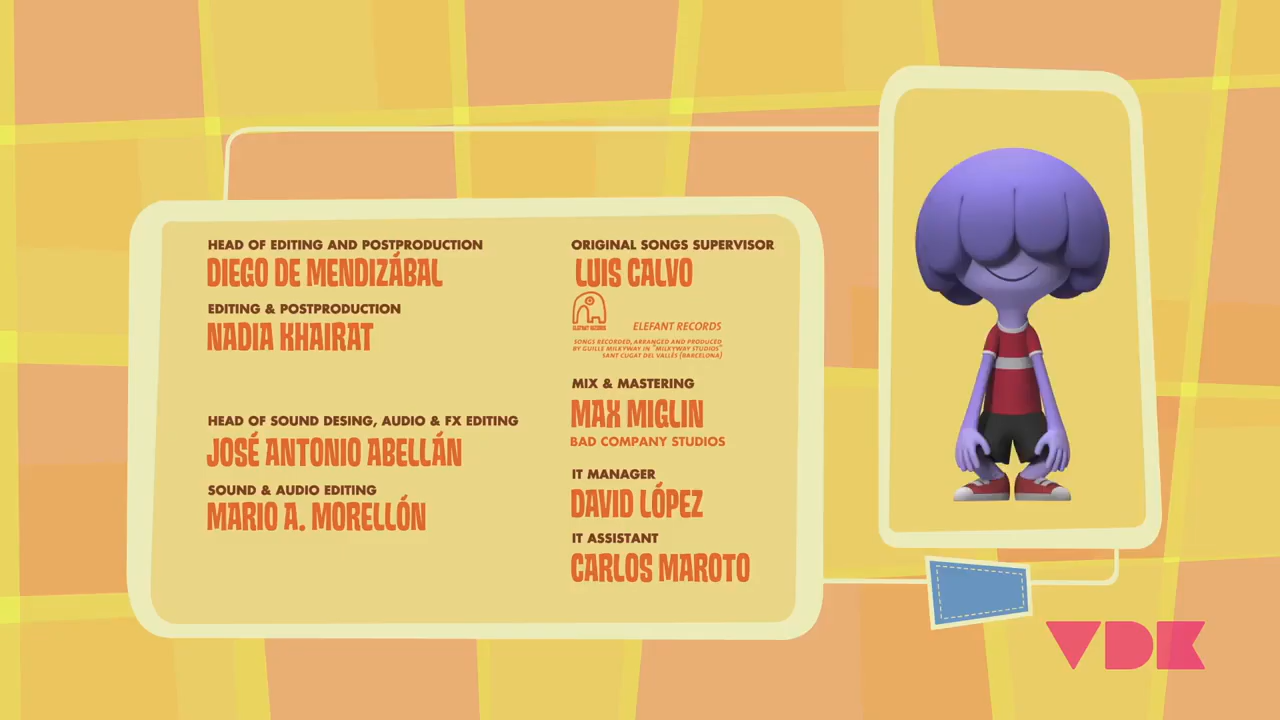 HEAD OF EDITING AND POSTPRODUCTION
DIEGO DE MENDIZÁBAL
EDITING & POSTPRODUCTION
NADIA KHAIRAT
HEAD OF SOUND DESING, AUDIO & FX EDITING
JOSÉ ANTONIO ABELLÁN
SOUND & AUDIO EDITING
MARIO A. MORELLÓN
ORIGINAL SONGS SUPERVISOR
LUIS CALVO
ELEFANT RECORDS
ELEFANT RECORDS
SONGS RECORDED, ARRANGED AND PRODUCED
BY GUILLE MILKYWAY IN "MILKYWAY STUDIOS"
SANT CUGAT DEL VALLÈS (BARCELONA)
MIX & MASTERING
MAX MIGLIN
BAD COMPANY STUDIOS
IT MANAGER
DAVID LÓPEZ
IT ASSISTANT
CARLOS MAROTO
VDK